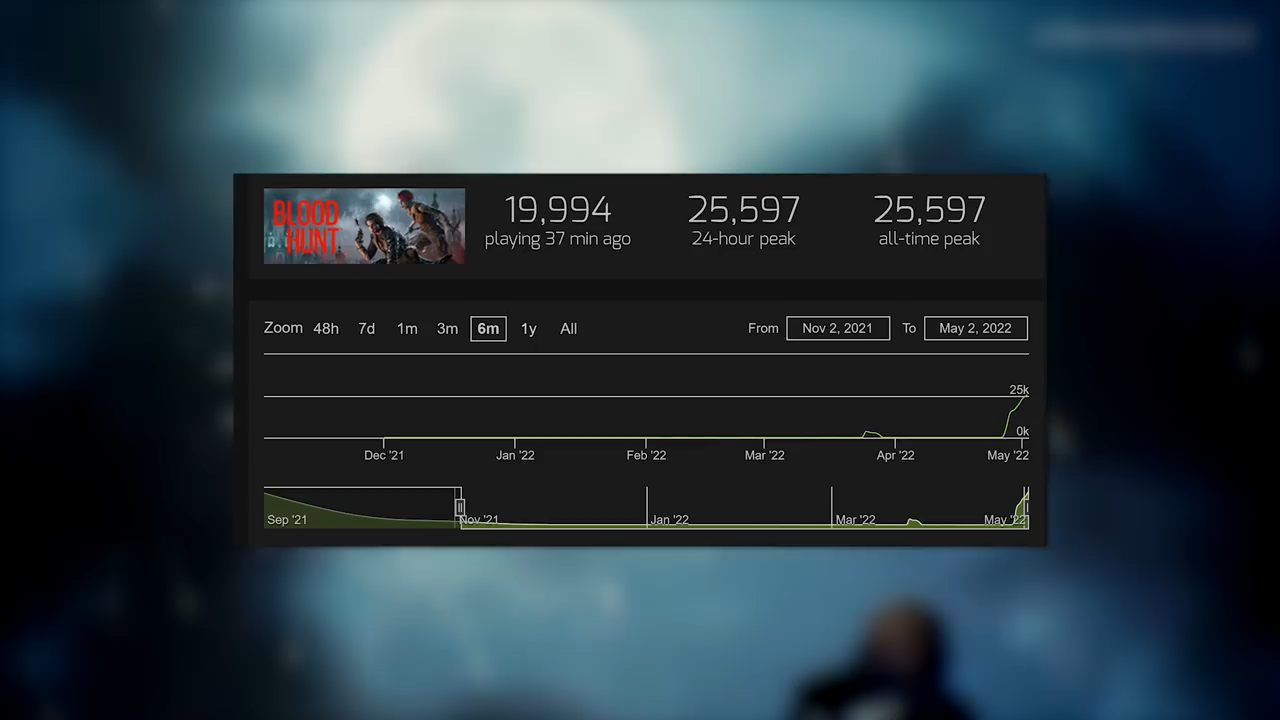 BLOOD
HUNT
19,994
playing 37 min ago
25,597
24-hour peak
25,597
all-time peak
Zoom 48h 7d 1m 3m 6m 1y All
From Nov 2, 2021 To May 2, 2022
25k
0k
Dec '21 Jan '22 Feb '22 Mar '22 Apr '22 May '22
Sep '21 Nov '21 Jan '22 Mar '22 May '22